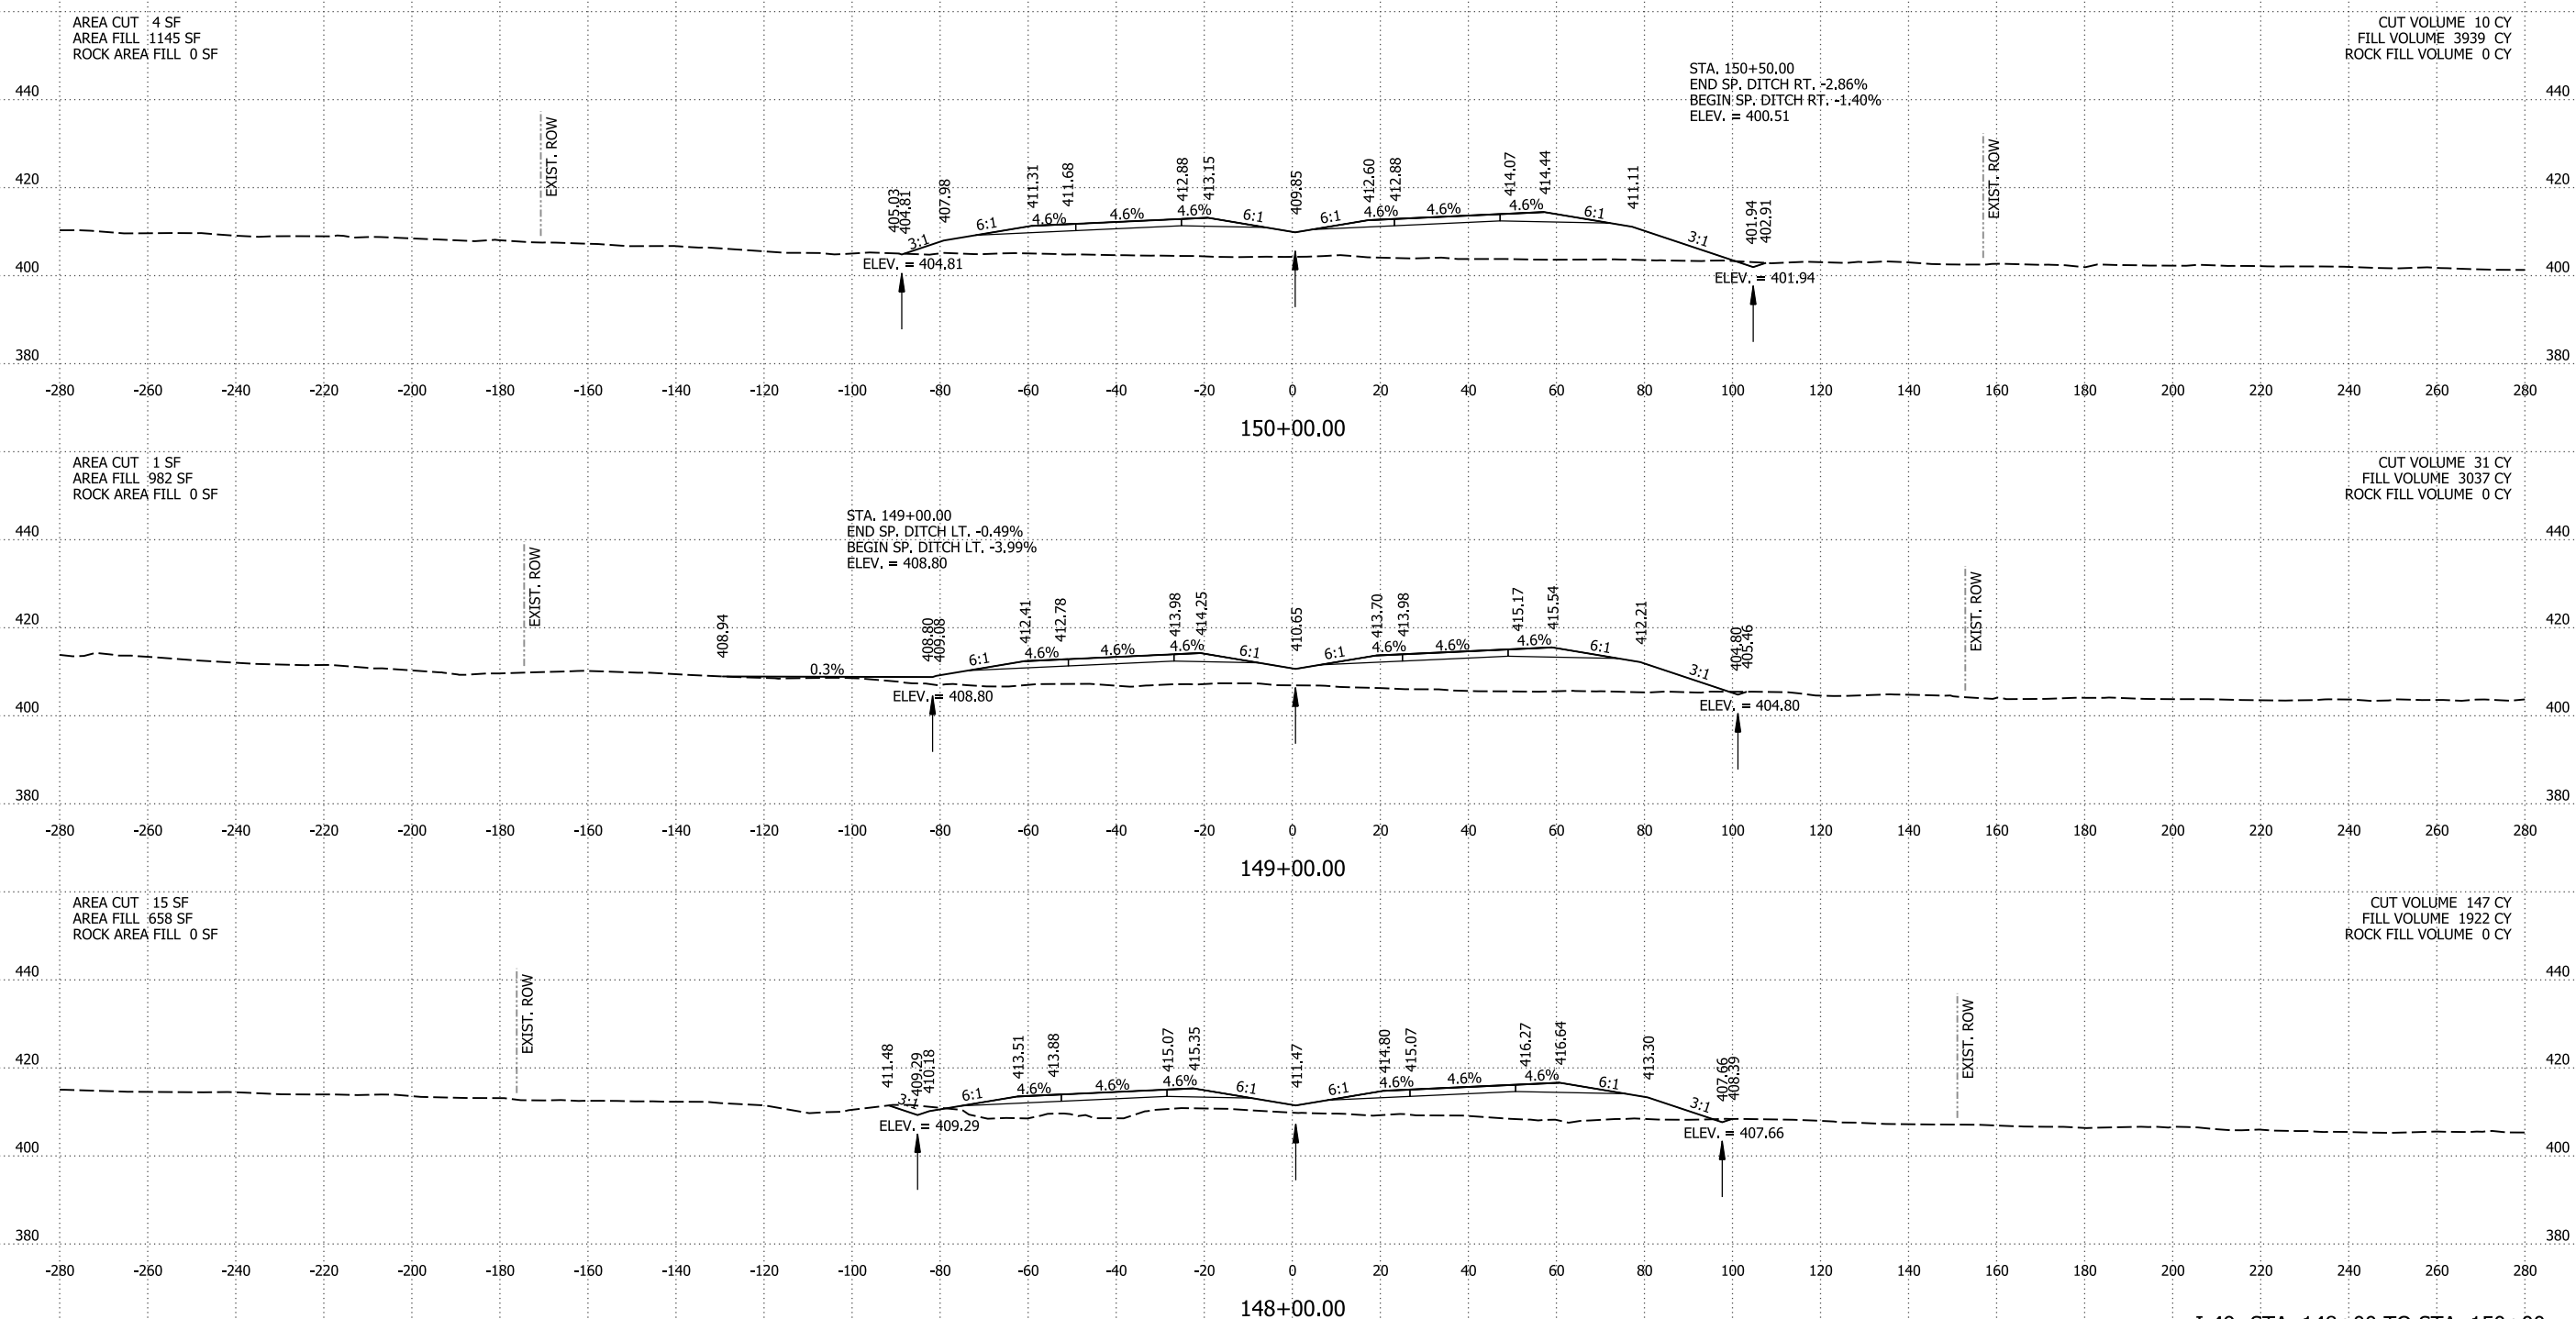 AREA CUT 4 SF
AREA FILL 1145 SF
ROCK AREA FILL 0 SF
CUT VOLUME 10 CY
FILL VOLUME 3939 CY
ROCK FILL VOLUME 0 CY
STA. 150+50.00
END SP. DITCH RT. -2.86%
BEGIN SP. DITCH RT. -1.40%
ELEV. = 400.51
440 440
EXIST. ROW EXIST. ROW
420 420
405.03 404.81 407.98 411.31 411.68 412.88 413.15 409.85 412.60 412.88 414.07 414.44 411.11 401.94 402.91
3:1 6:1 4.6% 4.6% 4.6% 6:1 6:1 4.6% 4.6% 4.6% 6:1 3:1
400 ELEV. = 404.81 ELEV. = 401.94 400
380 380
-280 -260 -240 -220 -200 -180 -160 -140 -120 -100 -80 -60 -40 -20 0 20 40 60 80 100 120 140 160 180 200 220 240 260 280
150+00.00
AREA CUT 1 SF
AREA FILL 982 SF
ROCK AREA FILL 0 SF
CUT VOLUME 31 CY
FILL VOLUME 3037 CY
ROCK FILL VOLUME 0 CY
STA. 149+00.00
END SP. DITCH LT. -0.49%
BEGIN SP. DITCH LT. -3.99%
ELEV. = 408.80
440 440
EXIST. ROW EXIST. ROW
420 420
408.94 408.80 409.08 412.41 412.78 413.98 414.25 410.65 413.70 413.98 415.17 415.54 412.21 404.80 405.46
0.3% 6:1 4.6% 4.6% 4.6% 6:1 6:1 4.6% 4.6% 4.6% 6:1 3:1
ELEV. = 408.80 ELEV. = 404.80
400 400
380 380
-280 -260 -240 -220 -200 -180 -160 -140 -120 -100 -80 -60 -40 -20 0 20 40 60 80 100 120 140 160 180 200 220 240 260 280
149+00.00
AREA CUT 15 SF
AREA FILL 658 SF
ROCK AREA FILL 0 SF
CUT VOLUME 147 CY
FILL VOLUME 1922 CY
ROCK FILL VOLUME 0 CY
440 440
EXIST. ROW EXIST. ROW
420 420
411.48 409.29 410.18 413.51 413.88 415.07 415.35 411.47 414.80 415.07 416.27 416.64 413.30 407.66 408.39
3:1 6:1 4.6% 4.6% 4.6% 6:1 6:1 4.6% 4.6% 4.6% 6:1 3:1
ELEV. = 409.29 ELEV. = 407.66
400 400
380 380
-280 -260 -240 -220 -200 -180 -160 -140 -120 -100 -80 -60 -40 -20 0 20 40 60 80 100 120 140 160 180 200 220 240 260 280
148+00.00